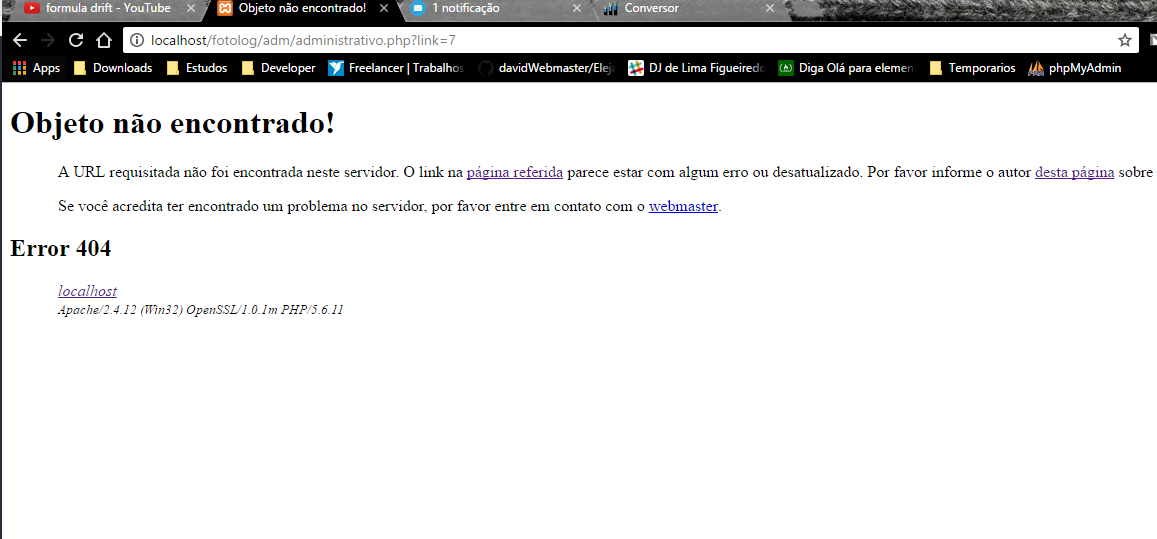 formula drift - YouTube
Objeto não encontrado!
1 notificação
Conversor
localhost/fotolog/adm/administrativo.php?link=7
Apps Downloads Estudos Developer Freelancer | Trabalhos davidWebmaster/Elej DJ de Lima Figueiredo Diga Olá para elemen Temporarios phpMyAdmin
Objeto não encontrado!
A URL requisitada não foi encontrada neste servidor. O link na página referida parece estar com algum erro ou desatualizado. Por favor informe o autor desta página sobre
Se você acredita ter encontrado um problema no servidor, por favor entre em contato com o webmaster.
Error 404
localhost
Apache/2.4.12 (Win32) OpenSSL/1.0.1m PHP/5.6.11